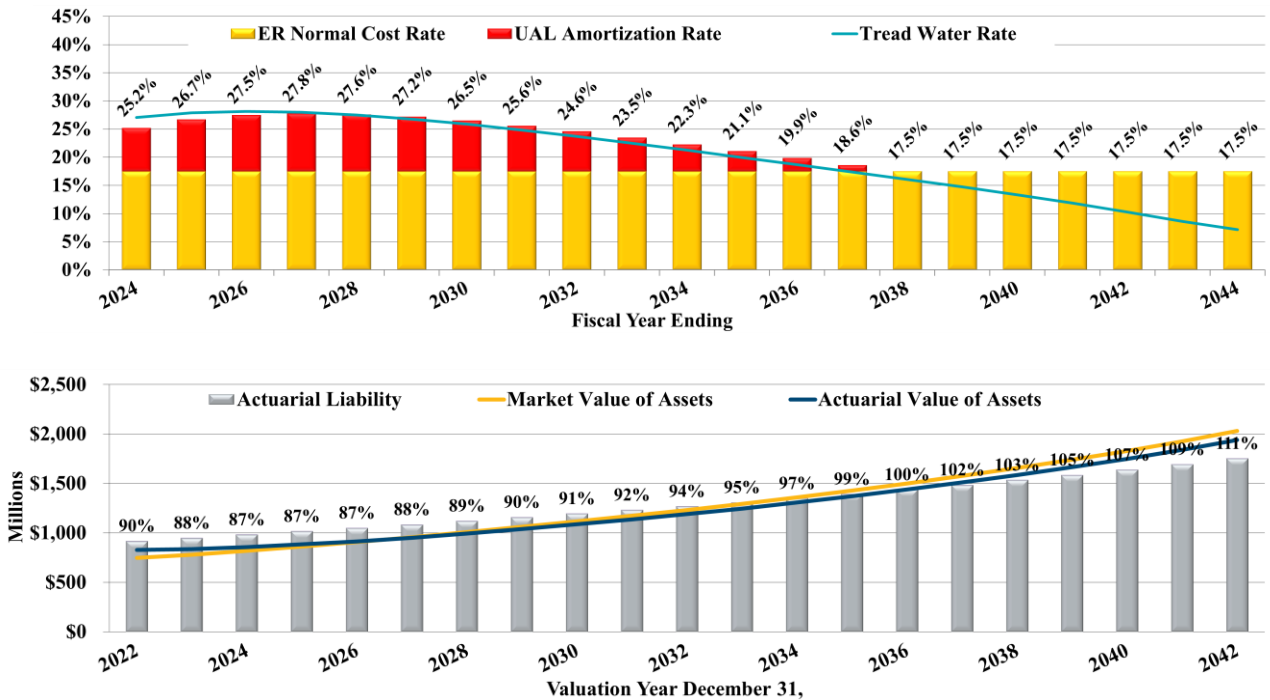 45%
ER Normal Cost Rate UAL Amortization Rate Tread Water Rate
40%
35%
30%
25%
20%
15%
10%
5%
0%
25.2% 26.7% 27.5% 27.8% 27.6% 27.2% 26.5% 25.6% 24.6% 23.5% 22.3% 21.1% 19.9% 18.6% 17.5% 17.5% 17.5% 17.5% 17.5% 17.5% 17.5%
2024 2026 2028 2030 2032 2034 2036 2038 2040 2042 2044
Fiscal Year Ending
$2,500
Actuarial Liability Market Value of Assets Actuarial Value of Assets
$2,000
$1,500
$1,000
$500
$0
Millions
90% 88% 87% 87% 87% 88% 89% 90% 91% 92% 94% 95% 97% 99% 100% 102% 103% 105% 107% 109% 111%
2022 2024 2026 2028 2030 2032 2034 2036 2038 2040 2042
Valuation Year December 31,